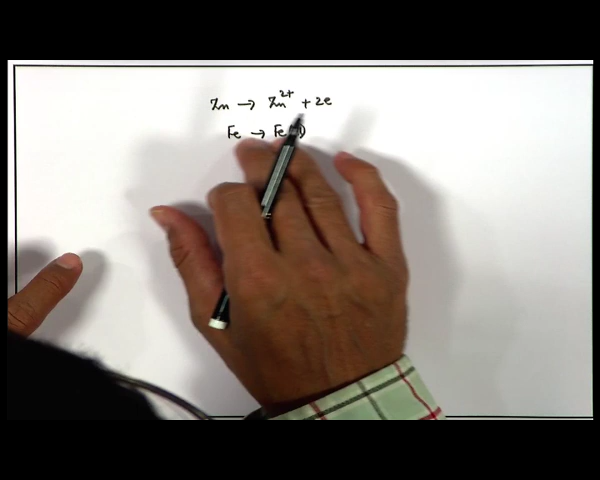 Zn → Zn²⁺ + 2e
Fe → Fe